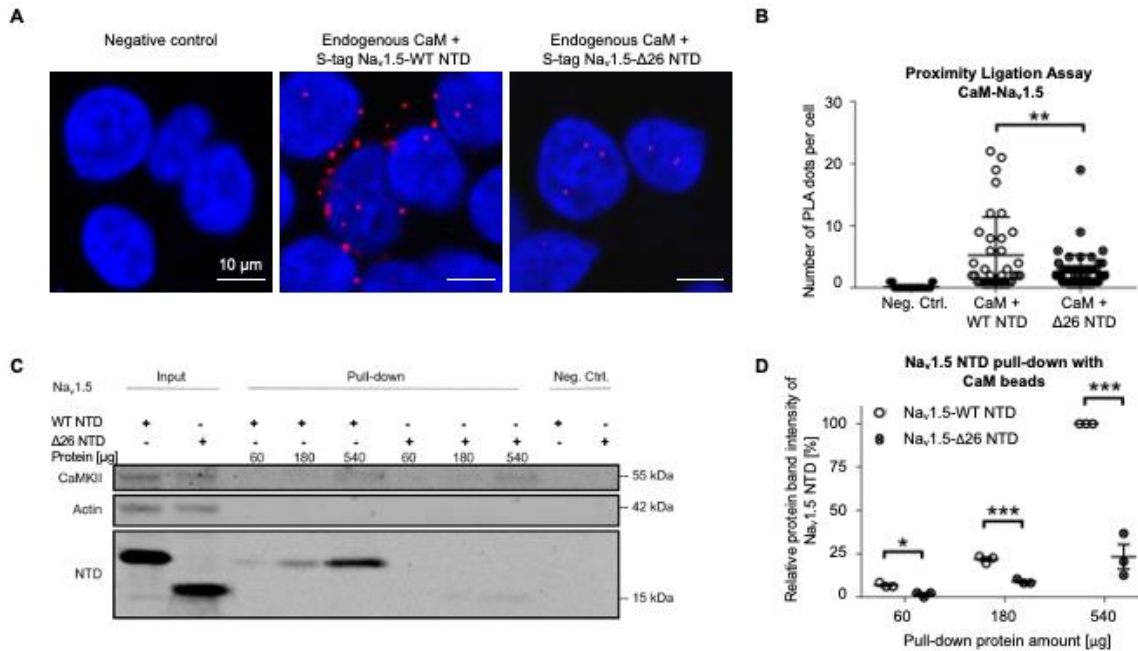 A
Negative control
Endogenous CaM +
S-tag Naᵥ1.5-WT NTD
Endogenous CaM +
S-tag Naᵥ1.5-Δ26 NTD
10 µm
B
Proximity Ligation Assay
CaM-Naᵥ1.5
**
Number of PLA dots per cell
30
20
10
0
Neg. Ctrl.
CaM +
WT NTD
CaM +
Δ26 NTD
C
Naᵥ1.5
Input
Pull-down
Neg. Ctrl.
WT NTD + - + + + - - - + -
Δ26 NTD - + - - - + + + - +
Protein [µg] 60 180 540 60 180 540
CaMKII
55 kDa
Actin
42 kDa
NTD
15 kDa
D
Naᵥ1.5 NTD pull-down with
CaM beads
Naᵥ1.5-WT NTD
Naᵥ1.5-Δ26 NTD
***
***
*
Relative protein band intensity of
Naᵥ1.5 NTD [%]
100
75
50
25
0
60
180
540
Pull-down protein amount [µg]